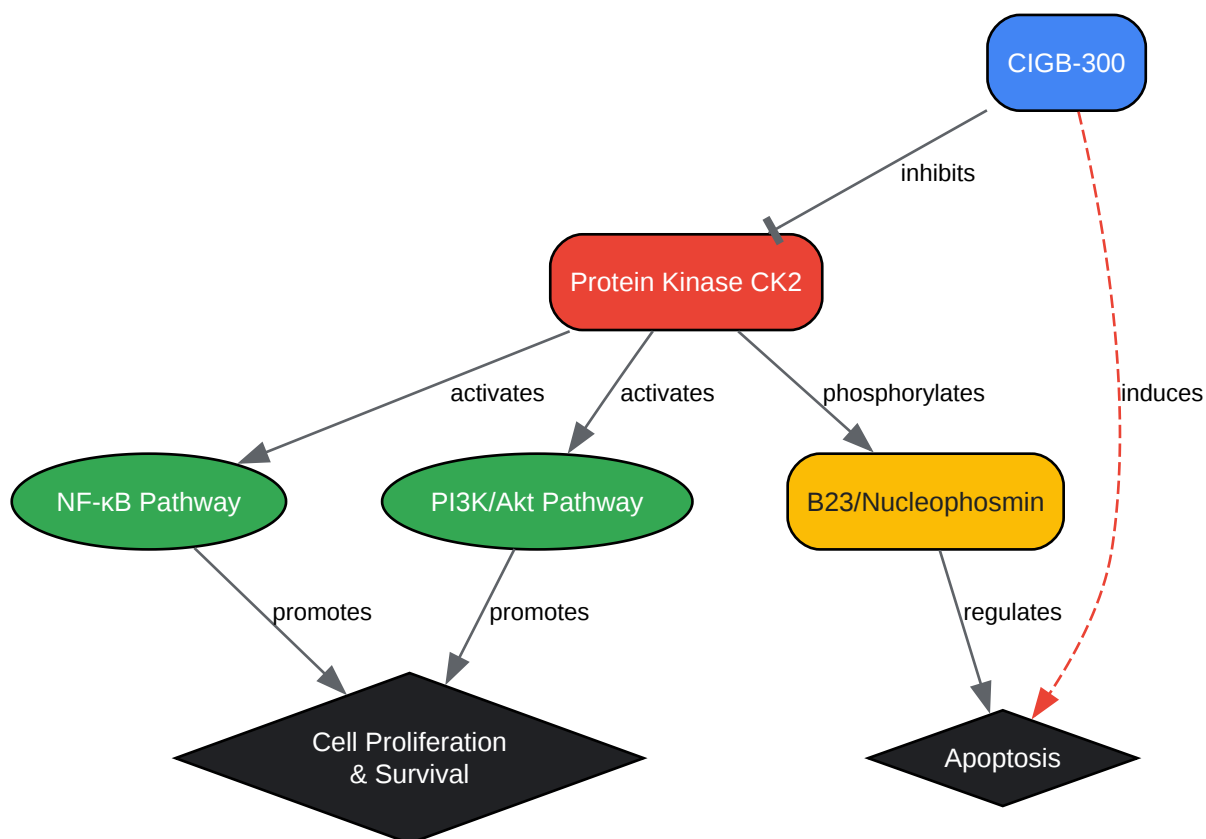 CIGB-300
inhibits
Protein Kinase CK2
activates
activates
phosphorylates
induces
NF-κB Pathway
PI3K/Akt Pathway
B23/Nucleophosmin
promotes
promotes
regulates
Cell Proliferation
& Survival
Apoptosis